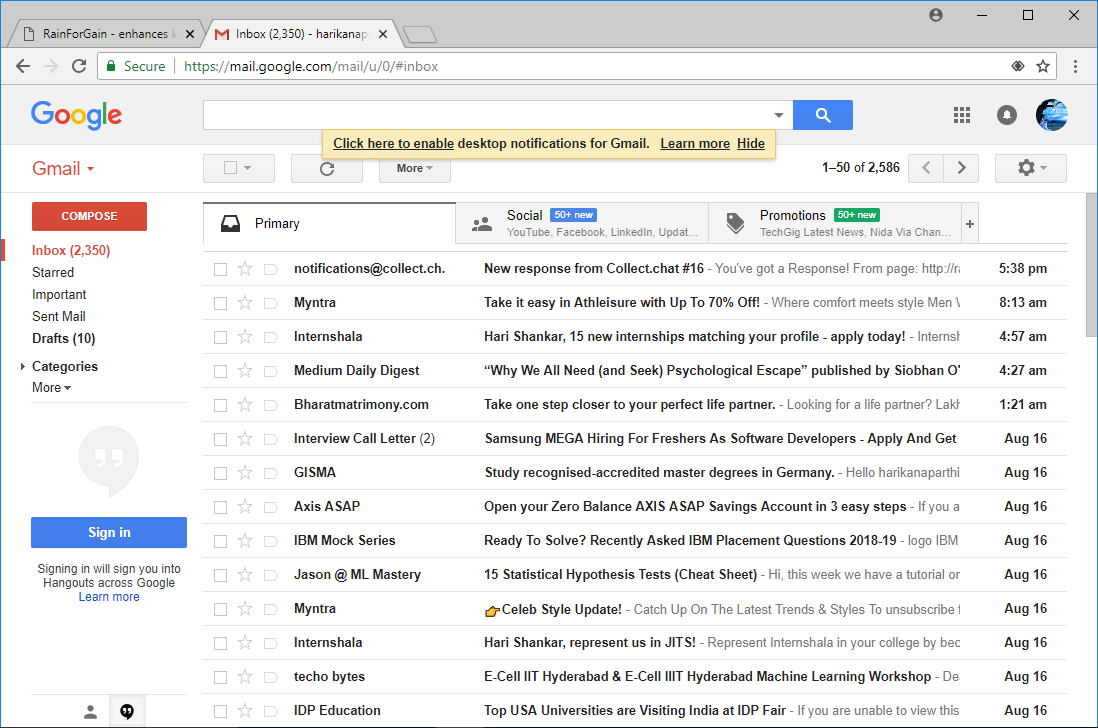 RainForGain - enhances k
Inbox (2,350) - harikanap
Secure
https://mail.google.com/mail/u/0/#inbox
Google
Click here to enable desktop notifications for Gmail. Learn more Hide
Gmail
More
1–50 of 2,586
COMPOSE
Inbox (2,350)
Starred
Important
Sent Mail
Drafts (10)
Categories
More
Sign in
Signing in will sign you into
Hangouts across Google
Learn more
Primary
Social 50+ new
YouTube, Facebook, LinkedIn, Updat…
Promotions 50+ new
TechGig Latest News, Nida Via Chan…
+
notifications@collect.ch. New response from Collect.chat #16 - You've got a Response! From page: http://ra 5:38 pm
Myntra Take it easy in Athleisure with Up To 70% Off! - Where comfort meets style Men W 8:13 am
Internshala Hari Shankar, 15 new internships matching your profile - apply today! - Internsh 4:57 am
Medium Daily Digest “Why We All Need (and Seek) Psychological Escape” published by Siobhan O' 4:27 am
Bharatmatrimony.com Take one step closer to your perfect life partner. - Looking for a life partner? Lakh 1:21 am
Interview Call Letter (2) Samsung MEGA Hiring For Freshers As Software Developers - Apply And Get Aug 16
GISMA Study recognised-accredited master degrees in Germany. - Hello harikanaparthi Aug 16
Axis ASAP Open your Zero Balance AXIS ASAP Savings Account in 3 easy steps - If you a Aug 16
IBM Mock Series Ready To Solve? Recently Asked IBM Placement Questions 2018-19 - logo IBM Aug 16
Jason @ ML Mastery 15 Statistical Hypothesis Tests (Cheat Sheet) - Hi, this week we have a tutorial or Aug 16
Myntra 👉Celeb Style Update! - Catch Up On The Latest Trends & Styles To unsubscribe f Aug 16
Internshala Hari Shankar, represent us in JITS! - Represent Internshala in your college by bec Aug 16
techo bytes E-Cell IIT Hyderabad & E-Cell IIIT Hyderabad Machine Learning Workshop - De Aug 16
IDP Education Top USA Universities are Visiting India at IDP Fair - If you are unable to view this Aug 16